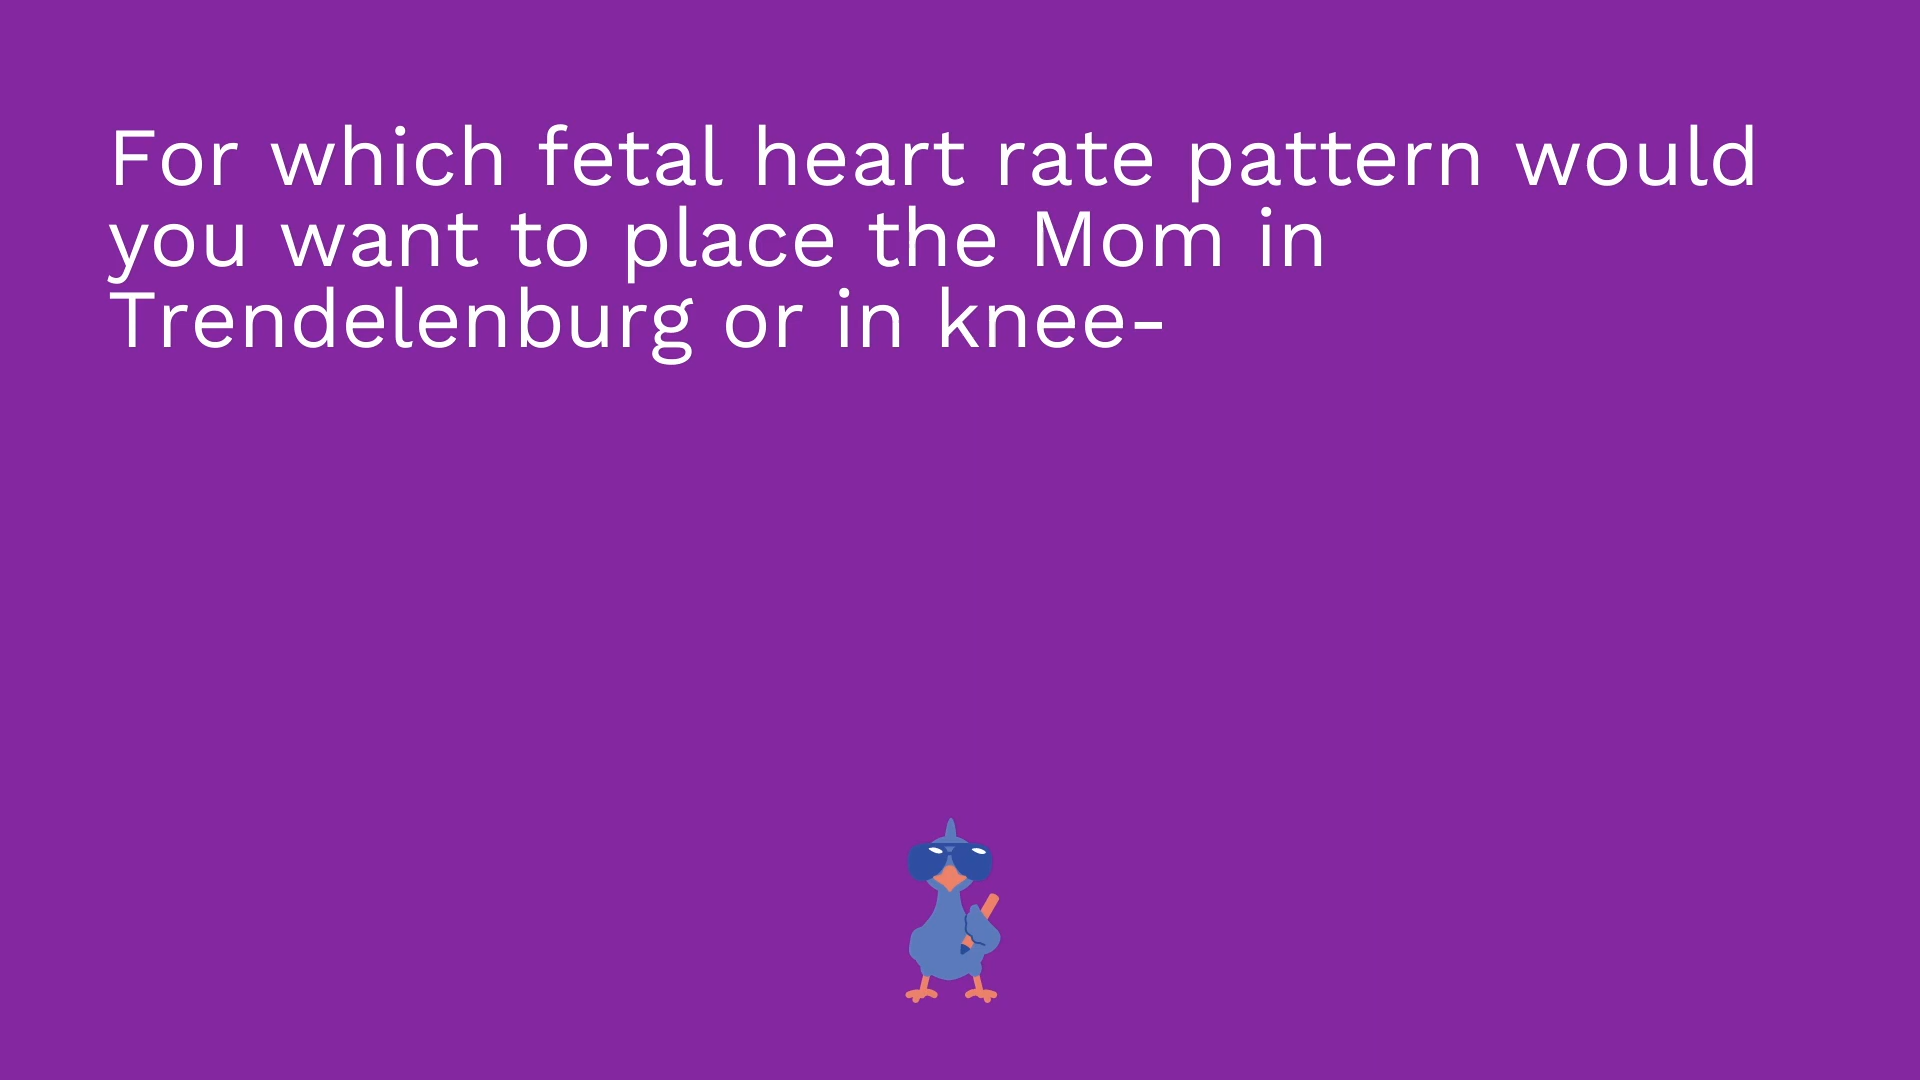 For which fetal heart rate pattern would
you want to place the Mom in
Trendelenburg or in knee-